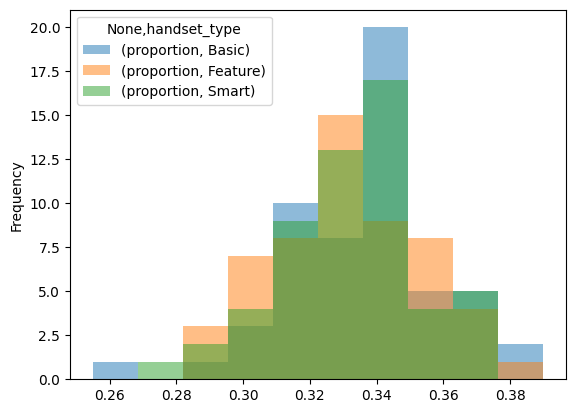 None,handset_type
(proportion, Basic)
(proportion, Feature)
(proportion, Smart)
Frequency
20.0
17.5
15.0
12.5
10.0
7.5
5.0
2.5
0.0
0.26 0.28 0.30 0.32 0.34 0.36 0.38